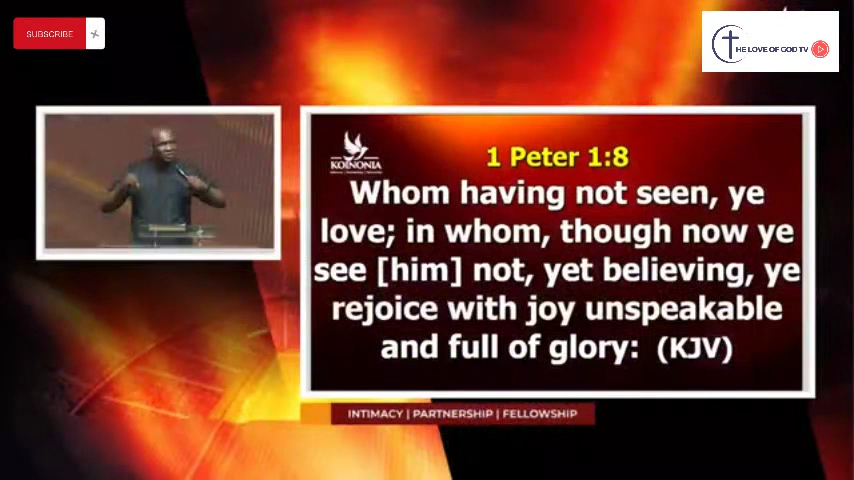 SUBSCRIBE
THE LOVE OF GOD TV
KOINONIA
1 Peter 1:8
Whom having not seen, ye
love; in whom, though now ye
see [him] not, yet believing, ye
rejoice with joy unspeakable
and full of glory: (KJV)
INTIMACY | PARTNERSHIP | FELLOWSHIP